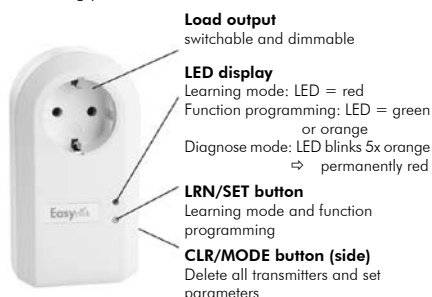 Load output
switchable and dimmable
LED display
Learning mode: LED = red
Function programming: LED = green
or orange
Diagnose mode: LED blinks 5x orange
⇨ permanently red
LRN/SET button
Learning mode and function
programming
CLR/MODE button (side)
Delete all transmitters and set
parameters
Easyclick